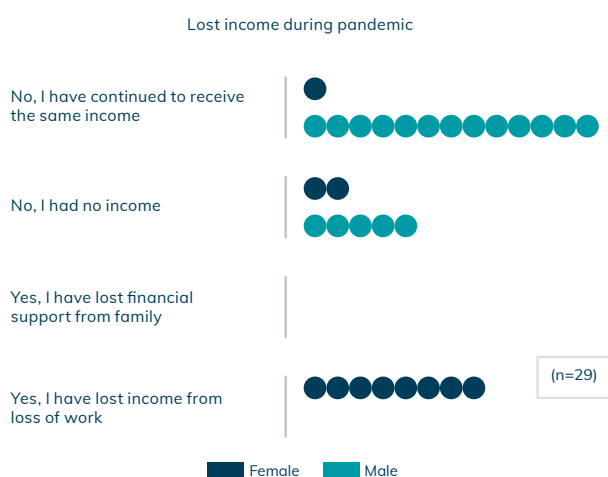 Lost income during pandemic
No, I have continued to receive
the same income
No, I had no income
Yes, I have lost financial
support from family
(n=29)
Yes, I have lost income from
loss of work
Female
Male